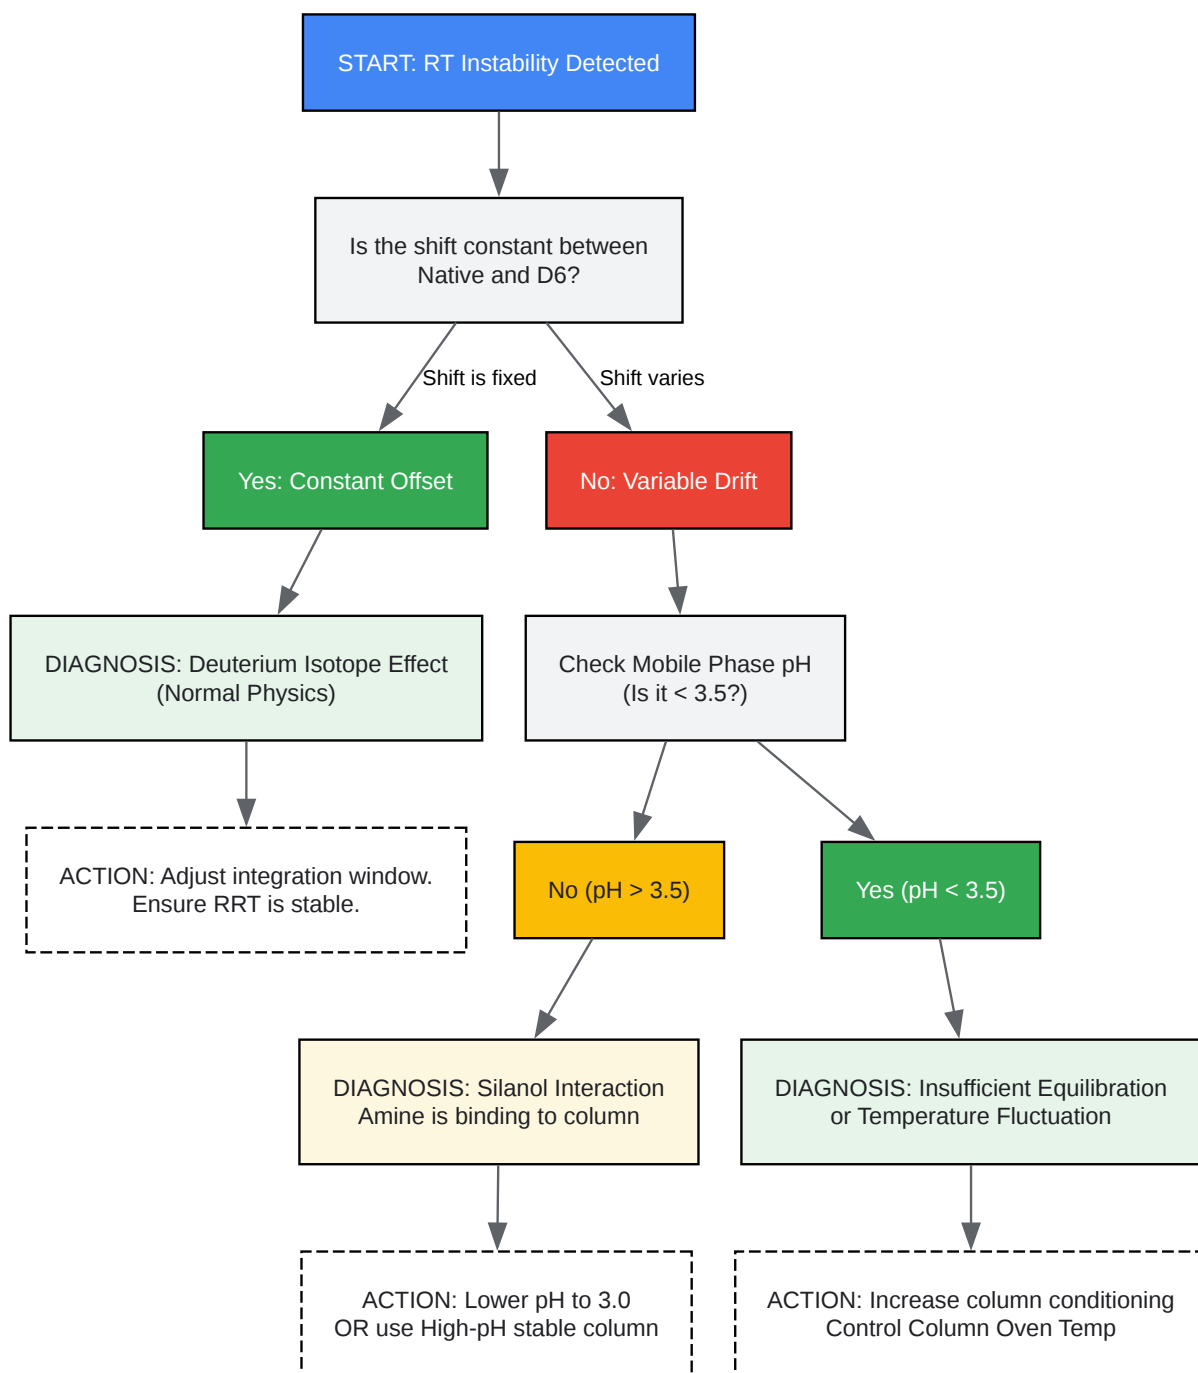 START: RT Instability Detected
Is the shift constant between
Native and D6?
Shift is fixed
Shift varies
Yes: Constant Offset
No: Variable Drift
DIAGNOSIS: Deuterium Isotope Effect
(Normal Physics)
Check Mobile Phase pH
(Is it < 3.5?)
ACTION: Adjust integration window.
Ensure RRT is stable.
No (pH > 3.5)
Yes (pH < 3.5)
DIAGNOSIS: Silanol Interaction
Amine is binding to column
DIAGNOSIS: Insufficient Equilibration
or Temperature Fluctuation
ACTION: Lower pH to 3.0
OR use High-pH stable column
ACTION: Increase column conditioning
Control Column Oven Temp